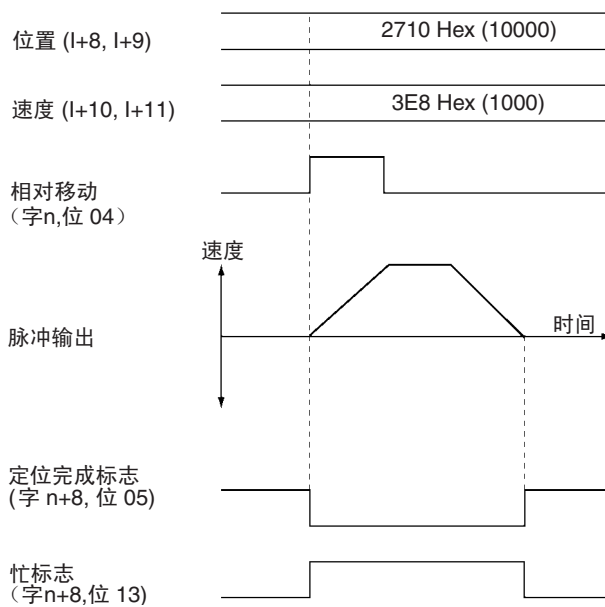 位置 (I+8, I+9)
2710 Hex (10000)
速度 (I+10, I+11)
3E8 Hex (1000)
相对移动
（字n,位 04）
速度
脉冲输出
时间
定位完成标志
(字 n+8, 位 05)
忙标志
（字n+8,位 13)